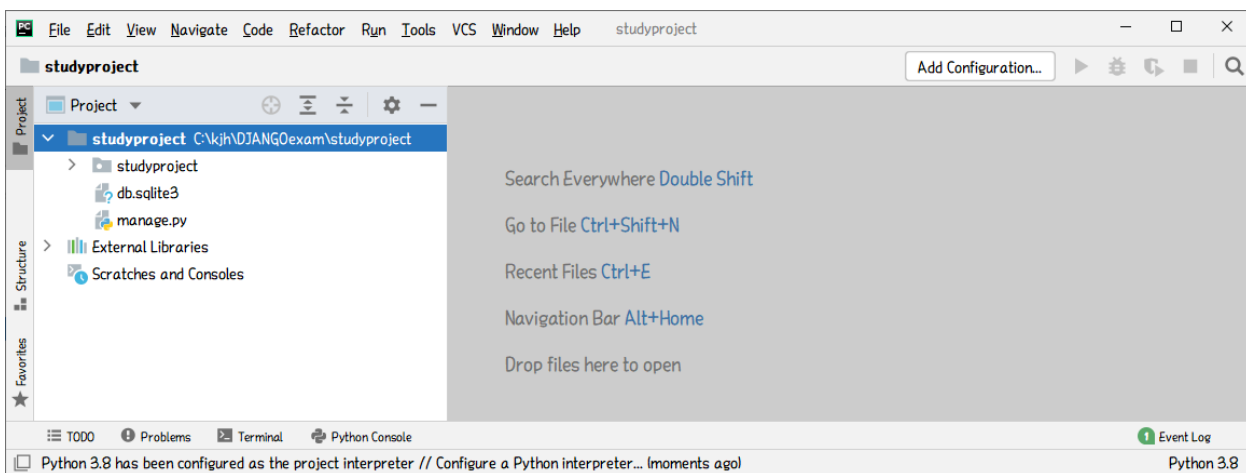 PC File Edit View Navigate Code Refactor Run Tools VCS Window Help studyproject
studyproject Add Configuration...
Project
Project
studyproject C:\kjh\DJANGOexam\studyproject
studyproject
db.sqlite3
manage.py
External Libraries
Scratches and Consoles
Structure
Favorites
Search Everywhere Double Shift
Go to File Ctrl+Shift+N
Recent Files Ctrl+E
Navigation Bar Alt+Home
Drop files here to open
TODO Problems Terminal Python Console 1 Event Log
Python 3.8 has been configured as the project interpreter // Configure a Python interpreter... (moments ago) Python 3.8